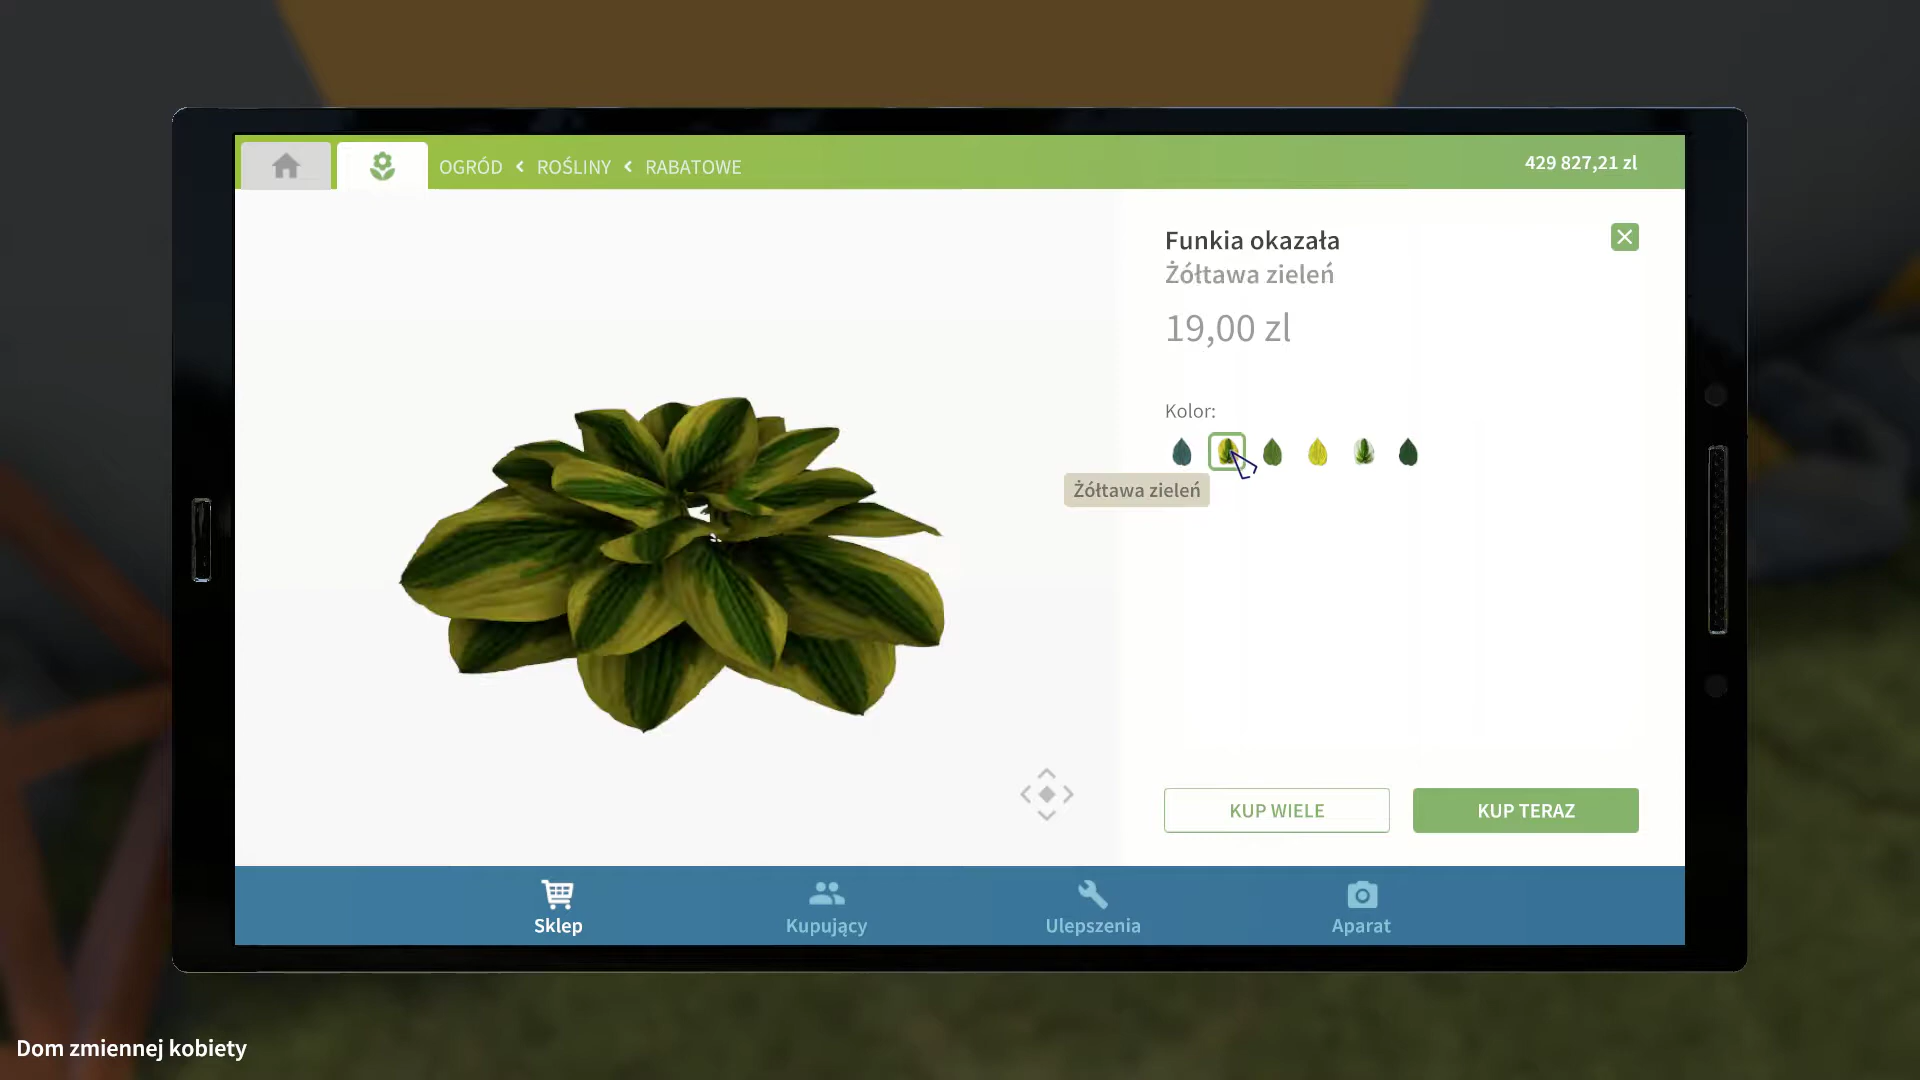 OGRÓD < ROŚLINY < RABATOWE
429 827,21 zl
Funkia okazała
Żółtawa zieleń
19,00 zl
Kolor:
Żółtawa zieleń
KUP WIELE
KUP TERAZ
Sklep
Kupujący
Ulepszenia
Aparat
Dom zmiennej kobiety